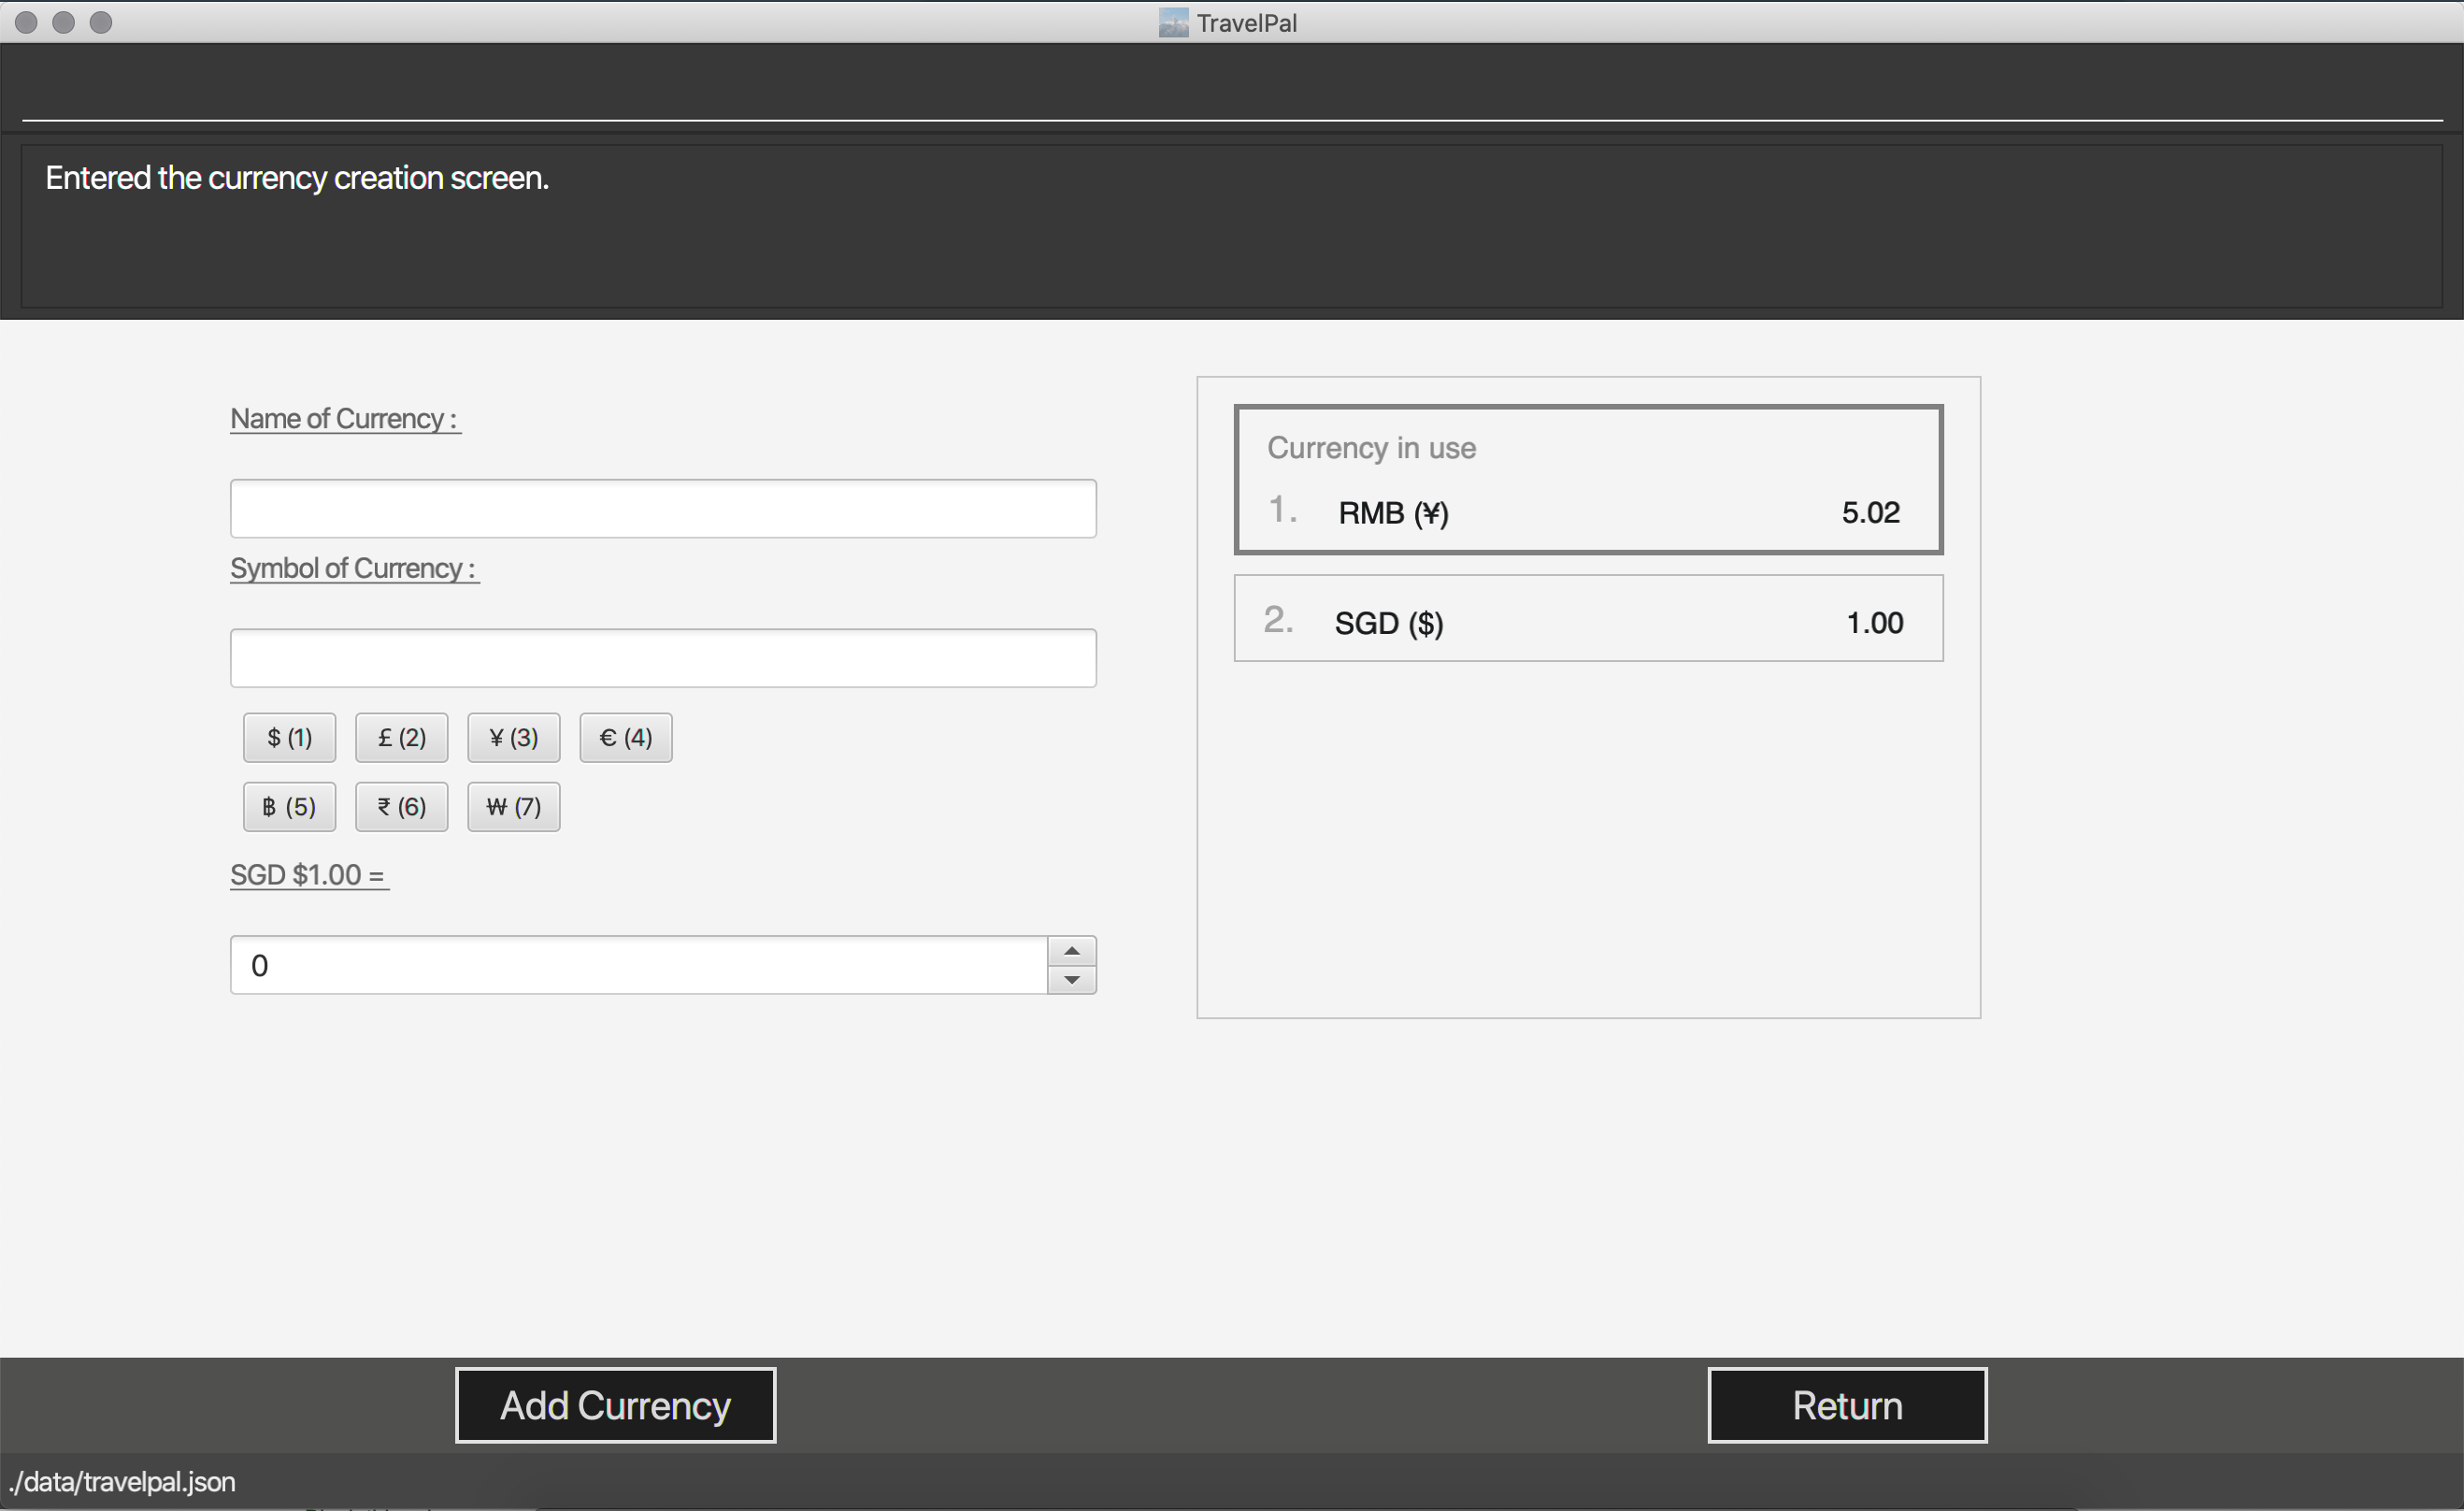 TravelPal
Entered the currency creation screen.
Name of Currency :
Symbol of Currency :
$ (1) £ (2) ¥ (3) € (4)
฿ (5) ₹ (6) ₩ (7)
SGD $1.00 =
0
Currency in use
1. RMB (¥) 5.02
2. SGD ($) 1.00
Add Currency Return
./data/travelpal.json